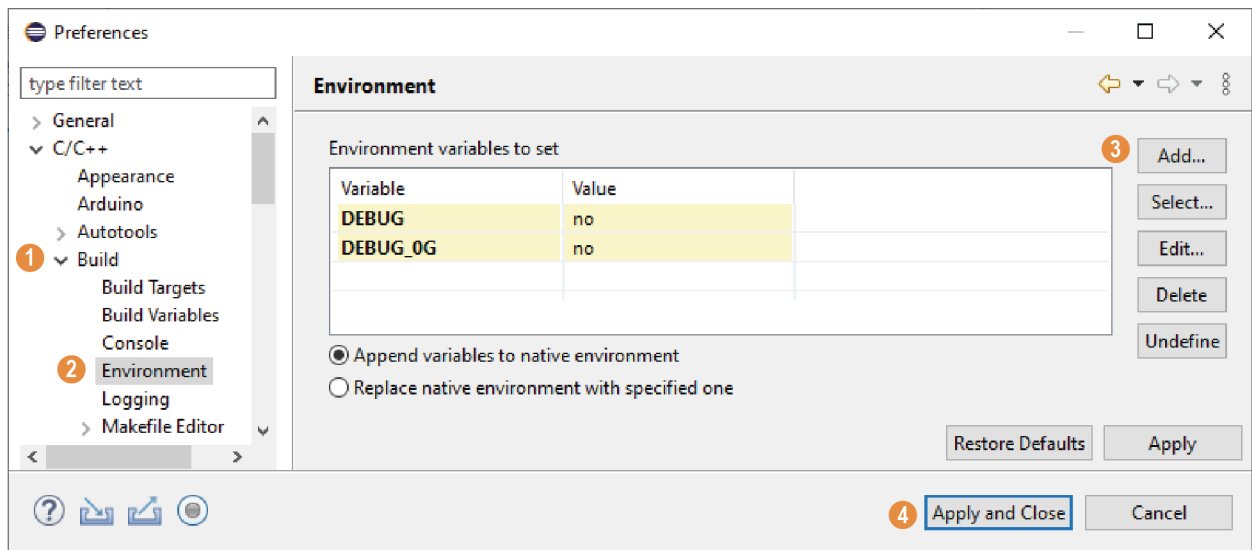 Preferences
type filter text
General
C/C++
Appearance
Arduino
Autotools
1 Build
Build Targets
Build Variables
Console
2 Environment
Logging
Makefile Editor
Environment
Environment variables to set
Variable Value
DEBUG no
DEBUG_0G no
3 Add...
Select...
Edit...
Delete
Undefine
Append variables to native environment
Replace native environment with specified one
Restore Defaults Apply
? 4 Apply and Close Cancel